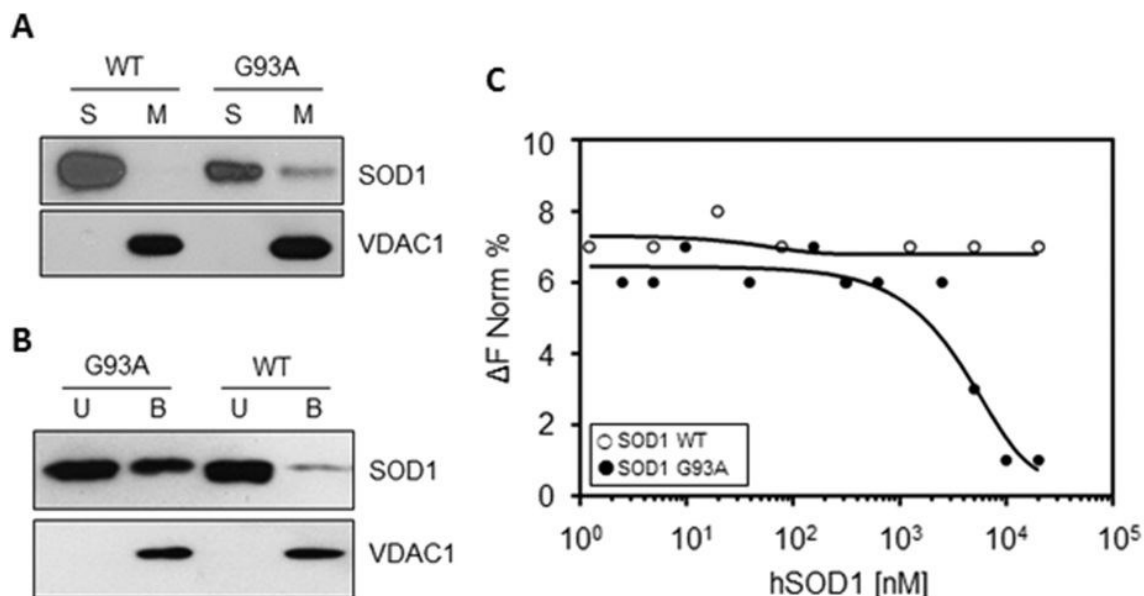 A
WT G93A
S M S M
SOD1
VDAC1
B
G93A WT
U B U B
SOD1
VDAC1
C
10
8
6
4
2
0
ΔF Norm %
○ SOD1 WT
● SOD1 G93A
10⁰ 10¹ 10² 10³ 10⁴ 10⁵
hSOD1 [nM]